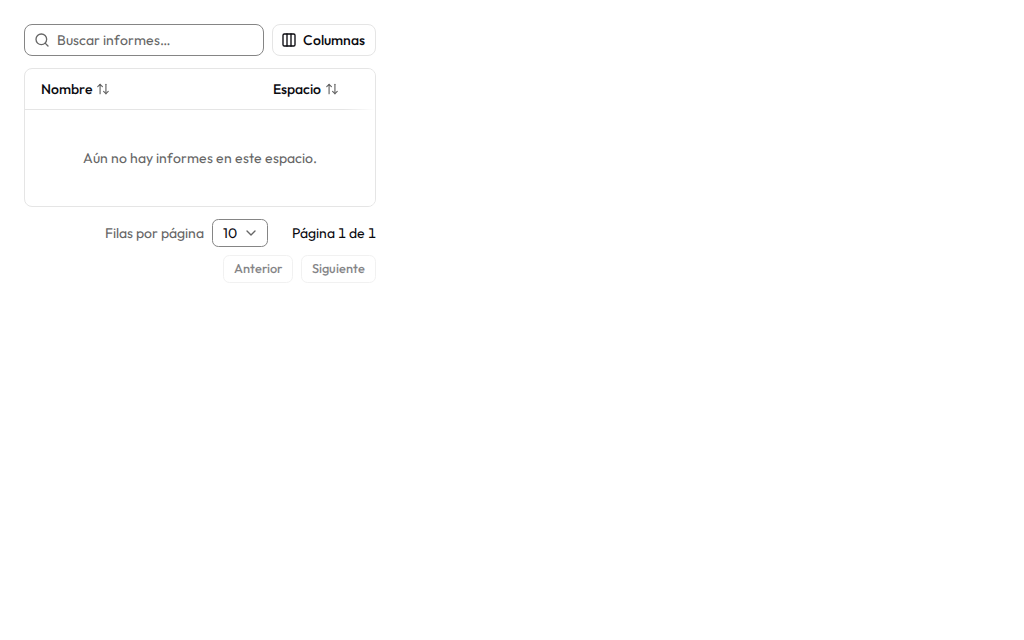 Buscar informes...
Columnas
Nombre
Espacio
Aún no hay informes en este espacio.
Filas por página
10
Página 1 de 1
Anterior
Siguiente